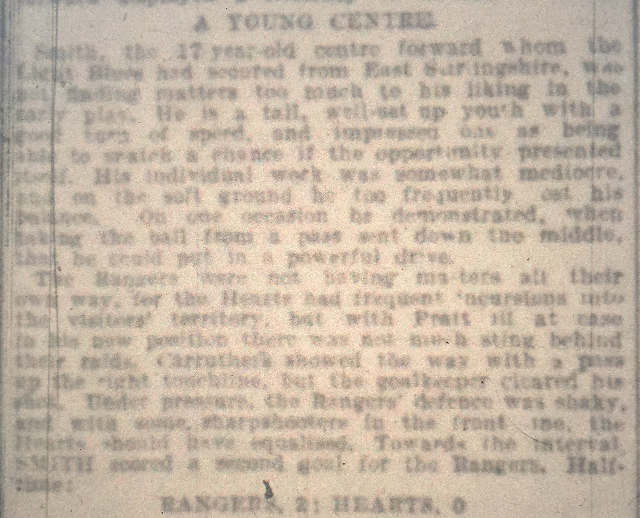 A YOUNG CENTRE.
Smith, the 17-year-old centre forward whom the
Light Blues had secured from East Stirlingshire, was
not finding matters too much to his liking in the
early play. He is a tall, well-set up youth with a
good turn of speed, and impressed one as being
able to snatch a chance if the opportunity presented
itself. His individual work was somewhat mediocre,
and on the soft ground he too frequently lost his
balance. On one occasion he demonstrated, when
taking the ball from a pass sent down the middle,
that he could put in a powerful drive.
The Rangers were not having matters all their
own way, for the Hearts had frequent incursions into
the visitors' territory, but with Pratt ill at ease
in his new position there was not much sting behind
their raids. Carruthers showed the way with a pass
up the right touchline, but the goalkeeper cleared his
shot. Under pressure, the Rangers' defence was shaky,
and with some sharpshooters in the front line, the
Hearts should have equalised. Towards the interval
SMITH scored a second goal for the Rangers. Half-
time:
RANGERS, 2; HEARTS, 0